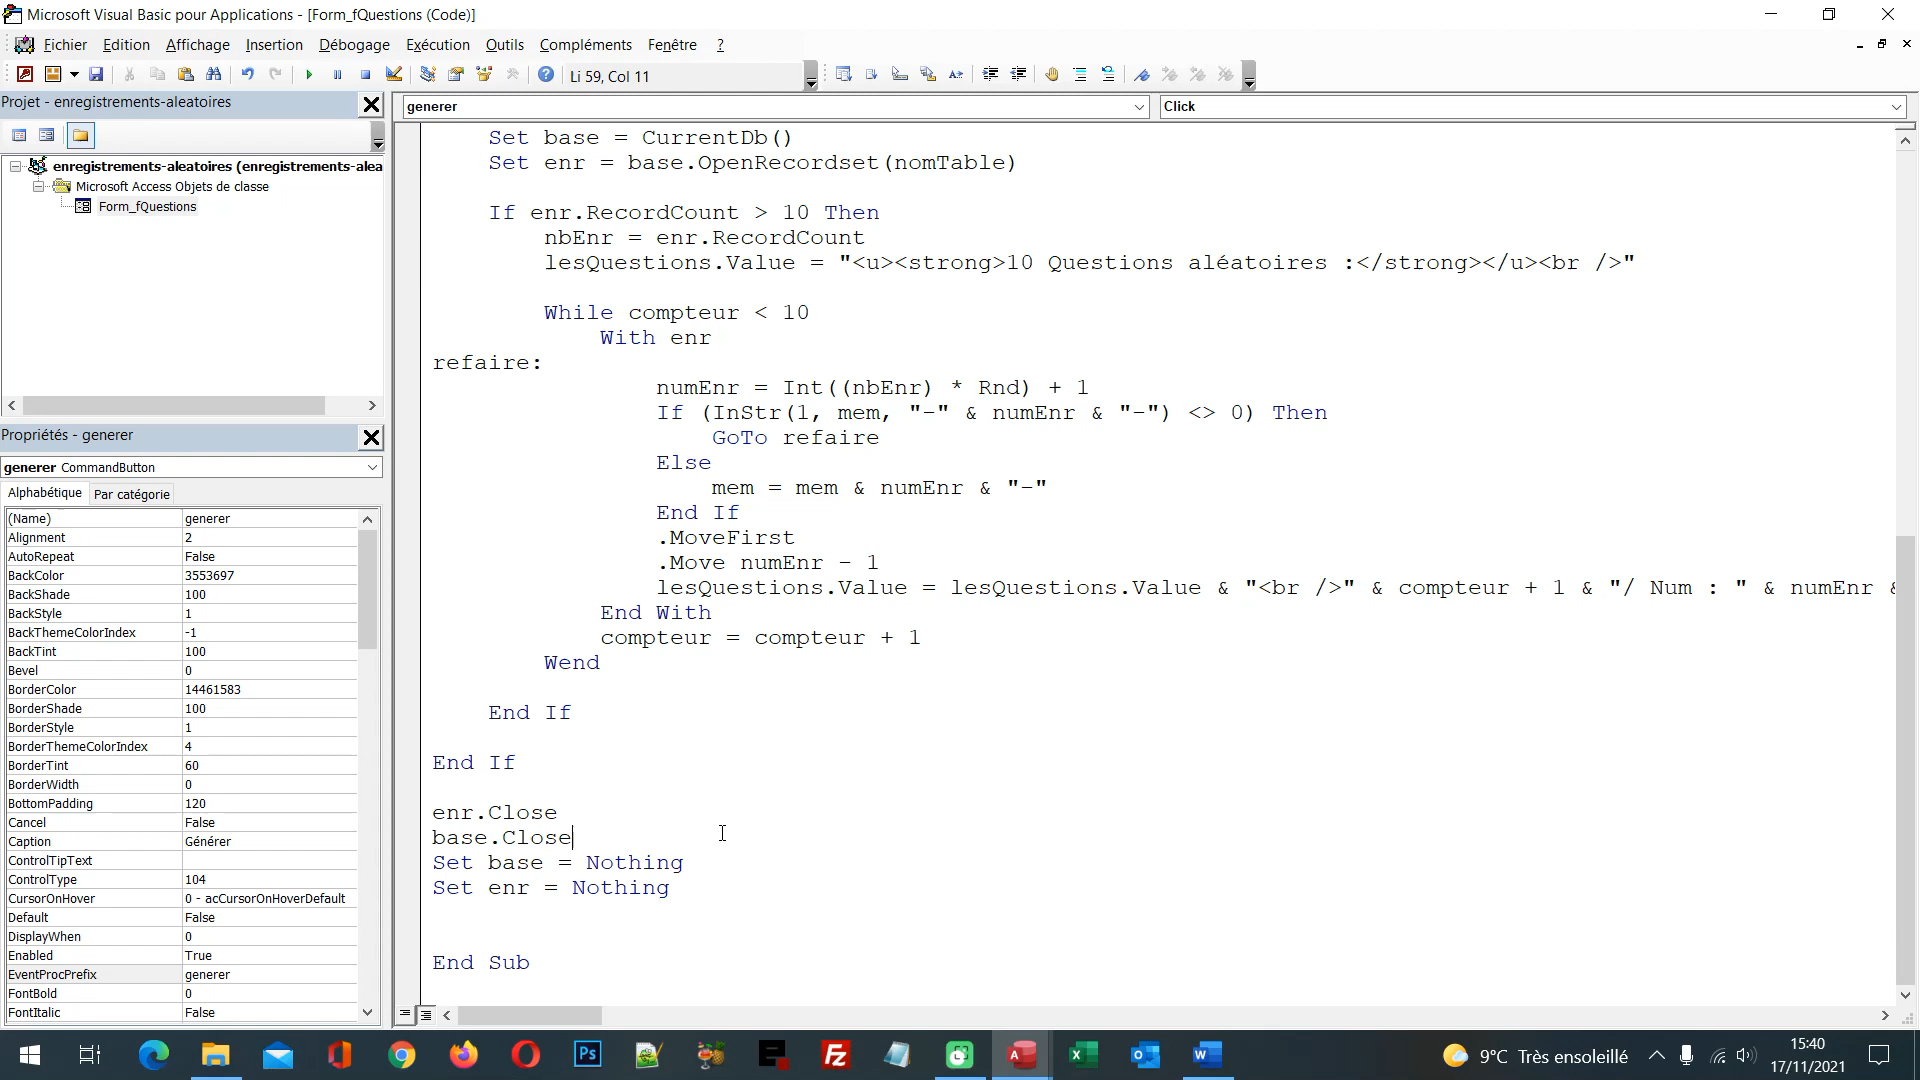 Microsoft Visual Basic pour Applications - [Form_fQuestions (Code)]
Fichier Edition Affichage Insertion Débogage Exécution Outils Compléments Fenêtre ?
Li 59, Col 11
Projet - enregistrements-aleatoires
generer
Click
enregistrements-aleatoires (enregistrements-alea
Microsoft Access Objets de classe
Form_fQuestions
Propriétés - generer
generer CommandButton
Alphabétique Par catégorie
(Name) generer
Alignment 2
AutoRepeat False
BackColor 3553697
BackShade 100
BackStyle 1
BackThemeColorIndex -1
BackTint 100
Bevel 0
BorderColor 14461583
BorderShade 100
BorderStyle 1
BorderThemeColorIndex 4
BorderTint 60
BorderWidth 0
BottomPadding 120
Cancel False
Caption Générer
ControlTipText
ControlType 104
CursorOnHover 0 - acCursorOnHoverDefault
Default False
DisplayWhen 0
Enabled True
EventProcPrefix generer
FontBold 0
FontItalic False
Set base = CurrentDb()
Set enr = base.OpenRecordset(nomTable)
If enr.RecordCount > 10 Then
nbEnr = enr.RecordCount
lesQuestions.Value = "<u><strong>10 Questions aléatoires :</strong></u><br />"
While compteur < 10
With enr
refaire:
numEnr = Int((nbEnr) * Rnd) + 1
If (InStr(1, mem, "-" & numEnr & "-") <> 0) Then
GoTo refaire
Else
mem = mem & numEnr & "-"
End If
.MoveFirst
.Move numEnr - 1
lesQuestions.Value = lesQuestions.Value & "<br />" & compteur + 1 & "/ Num : " & numEnr &
End With
compteur = compteur + 1
Wend
End If
End If
enr.Close
base.Close
Set base = Nothing
Set enr = Nothing
End Sub
9°C Très ensoleillé
15:40
17/11/2021